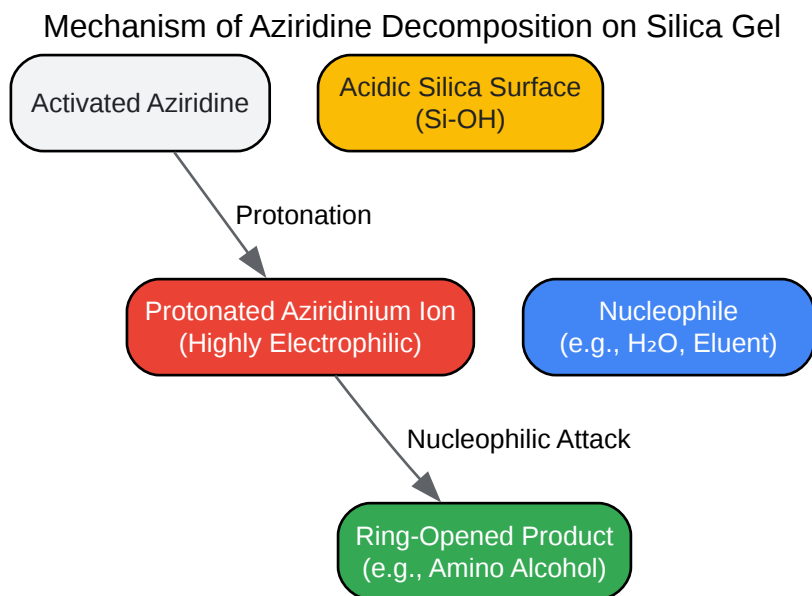 Mechanism of Aziridine Decomposition on Silica Gel
Activated Aziridine
Acidic Silica Surface
(Si-OH)
Protonation
Protonated Aziridinium Ion
(Highly Electrophilic)
Nucleophile
(e.g., H₂O, Eluent)
Nucleophilic Attack
Ring-Opened Product
(e.g., Amino Alcohol)